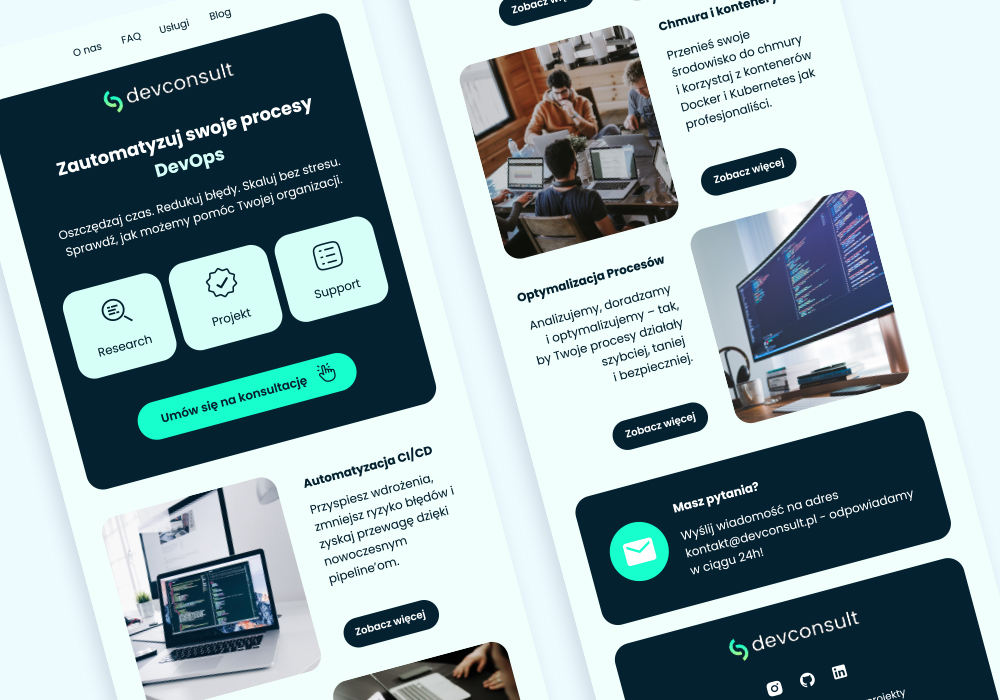 O nas FAQ Usługi Blog
devconsult
Zautomatyzuj swoje procesy
DevOps
Oszczędzaj czas. Redukuj błędy. Skaluj bez stresu.
Sprawdź, jak możemy pomóc Twojej organizacji.
Research
Projekt
Support
Umów się na konsultację
Automatyzacja CI/CD
Przyspiesz wdrożenia,
zmniejsz ryzyko błędów i
zyskaj przewagę dzięki
nowoczesnym
pipeline'om.
Zobacz więcej
Zobacz
Chmura i kontenery
Przenieś swoje
środowisko do chmury
i korzystaj z kontenerów
Docker i Kubernetes jak
profesjonaliści.
Zobacz więcej
Optymalizacja Procesów
Analizujemy, doradzamy
i optymalizujemy – tak,
by Twoje procesy działały
szybciej, taniej
i bezpieczniej.
Zobacz więcej
Masz pytania?
Wyślij wiadomość na adres
kontakt@devconsult.pl - odpowiadamy
w ciągu 24h!
devconsult